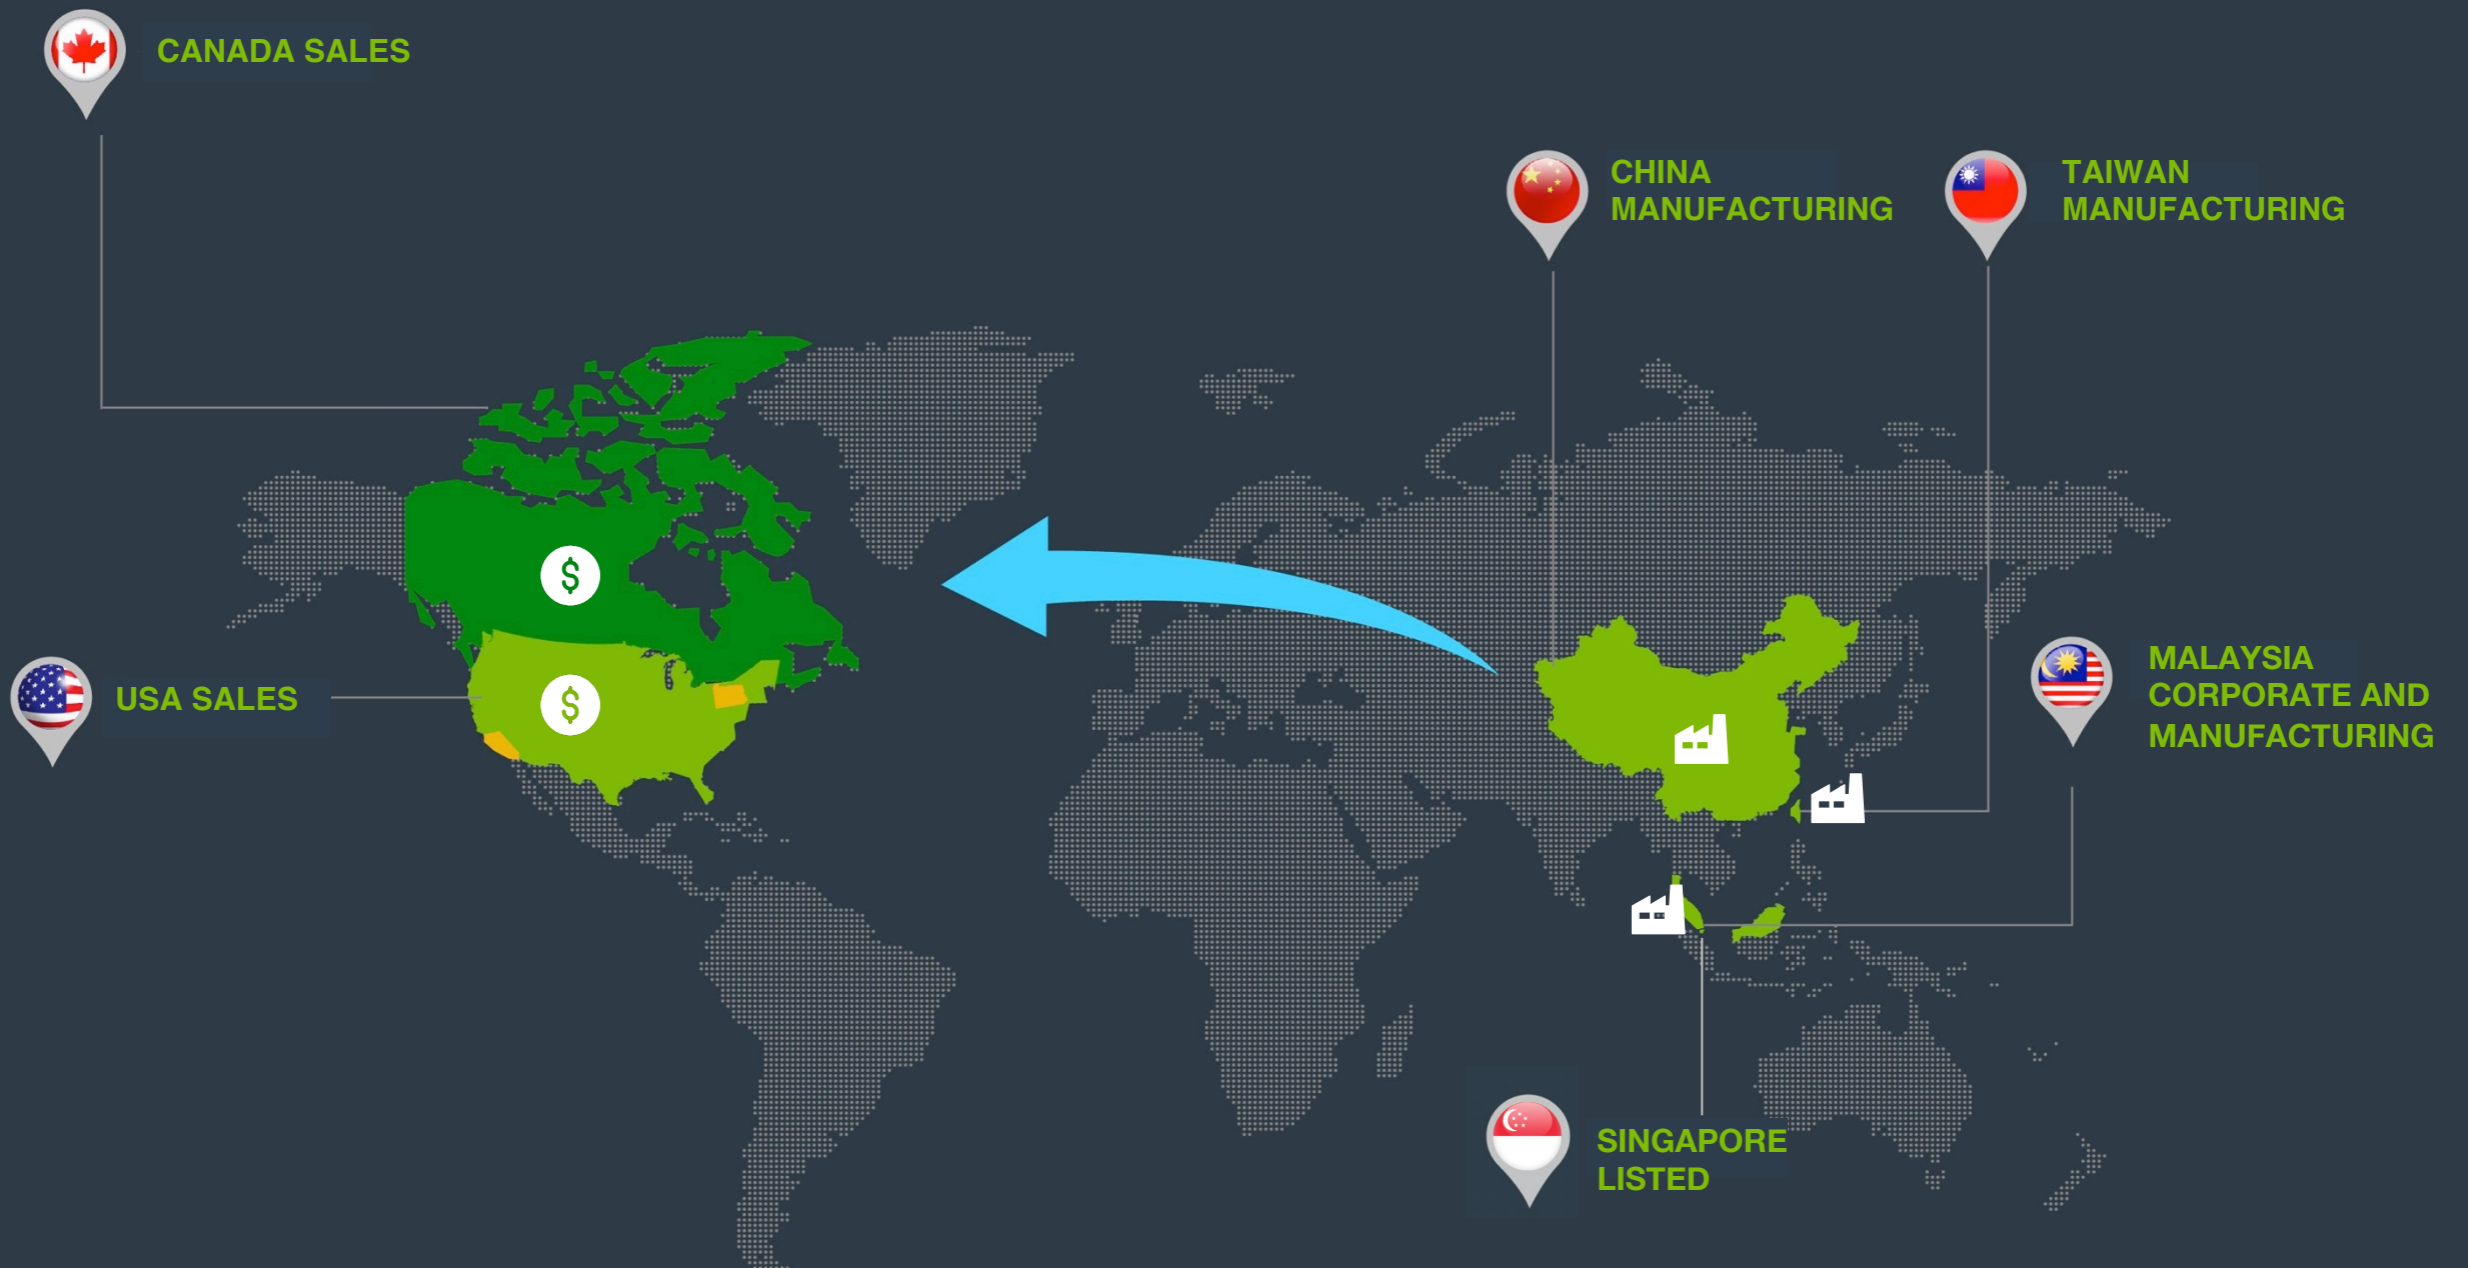 CANADA SALES
CHINA
MANUFACTURING
TAIWAN
MANUFACTURING
USA SALES
$
$
MALAYSIA
CORPORATE AND
MANUFACTURING
SINGAPORE
LISTED